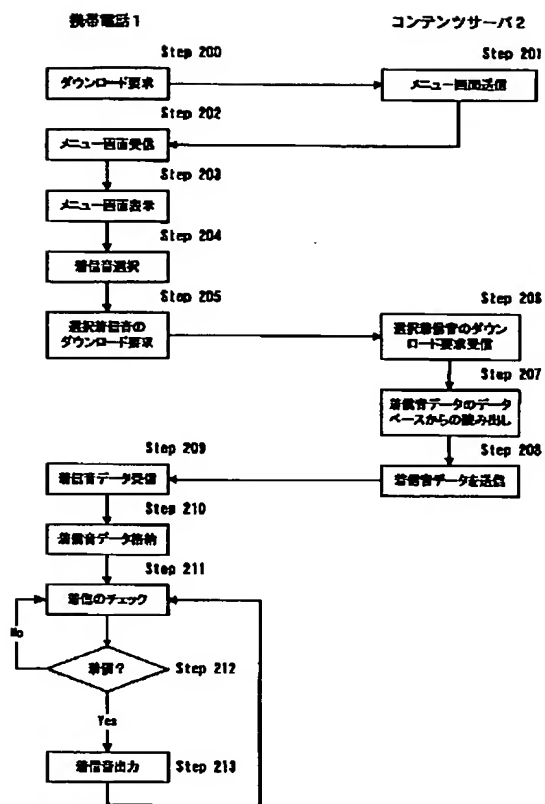 携帯電話1
コンテンツサーバ2
Step 200
Step 201
ダウンロード要求
メニュー画面送信
Step 202
メニュー画面受信
Step 203
メニュー画面表示
Step 204
着信音選択
Step 205
Step 206
選択着信音の
ダウンロード要求
選択着信音のダウン
ロード要求受信
Step 207
着信音データのデータ
ベースからの読み出し
Step 208
Step 209
着信音データ受信
着信音データを送信
Step 210
着信音データ格納
Step 211
着信のチェック
No
着信?
Step 212
Yes
着信音出力
Step 213